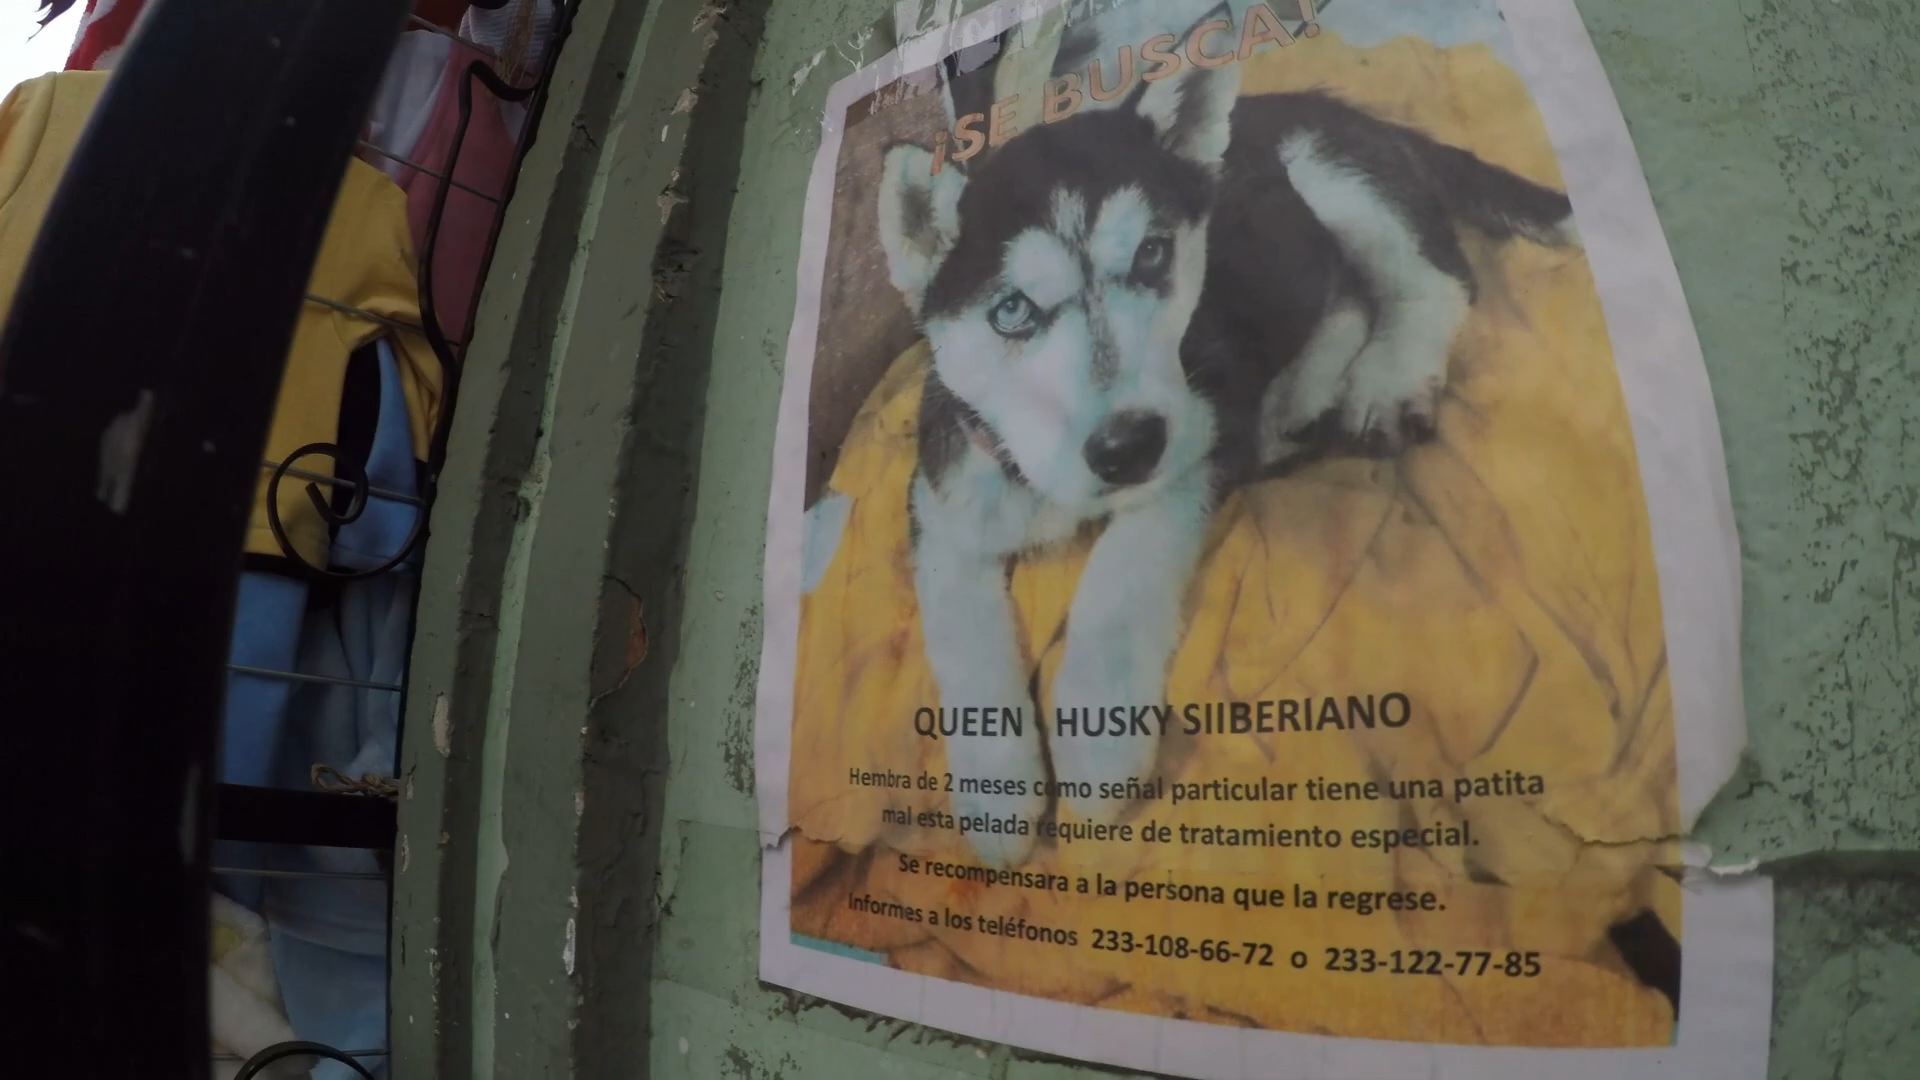 ¡SE BUSCA!
QUEEN HUSKY SIIBERIANO
Hembra de 2 meses como señal particular tiene una patita
mal esta pelada requiere de tratamiento especial.
Se recompensara a la persona que la regrese.
Informes a los teléfonos 233-108-66-72 o 233-122-77-85